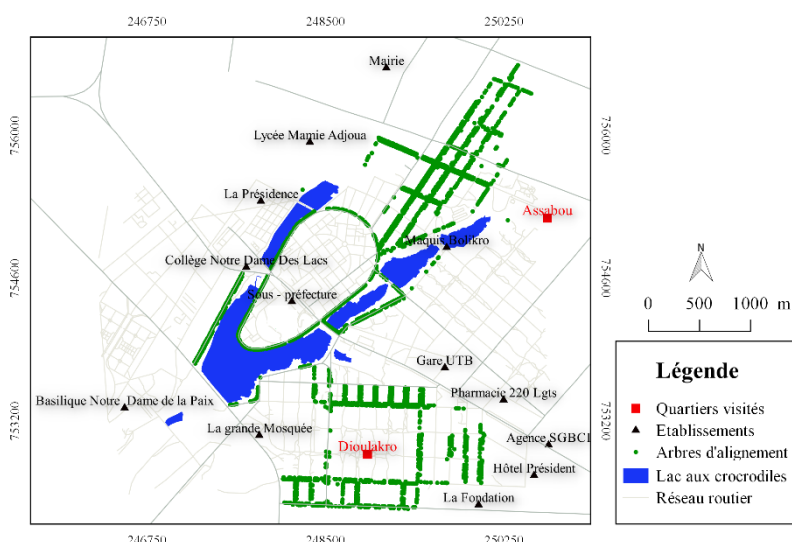 246750
248500
250250
Mairie
756000
756000
Lycée Mamie Adjoua
La Présidence
Assabou
Maquis Bolikro
Collège Notre Dame Des Lacs
754600
754600
Sous - préfecture
N
0 500 1000 m
Gare UTB
Légende
Pharmacie 220 Lgts
Basilique Notre Dame de la Paix
753200
753200
Quartiers visités
Etablissements
La grande Mosquée
Agence SGBCI
Dioulakro
Arbres d'alignement
Hôtel Président
Lac aux crocrodiles
La Fondation
Réseau routier
246750
248500
250250